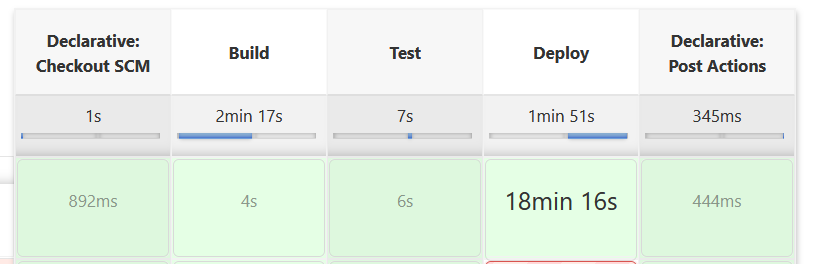 Declarative:
Checkout SCM
Build
Test
Deploy
Declarative:
Post Actions
1s
2min 17s
7s
1min 51s
345ms
892ms
4s
6s
18min 16s
444ms